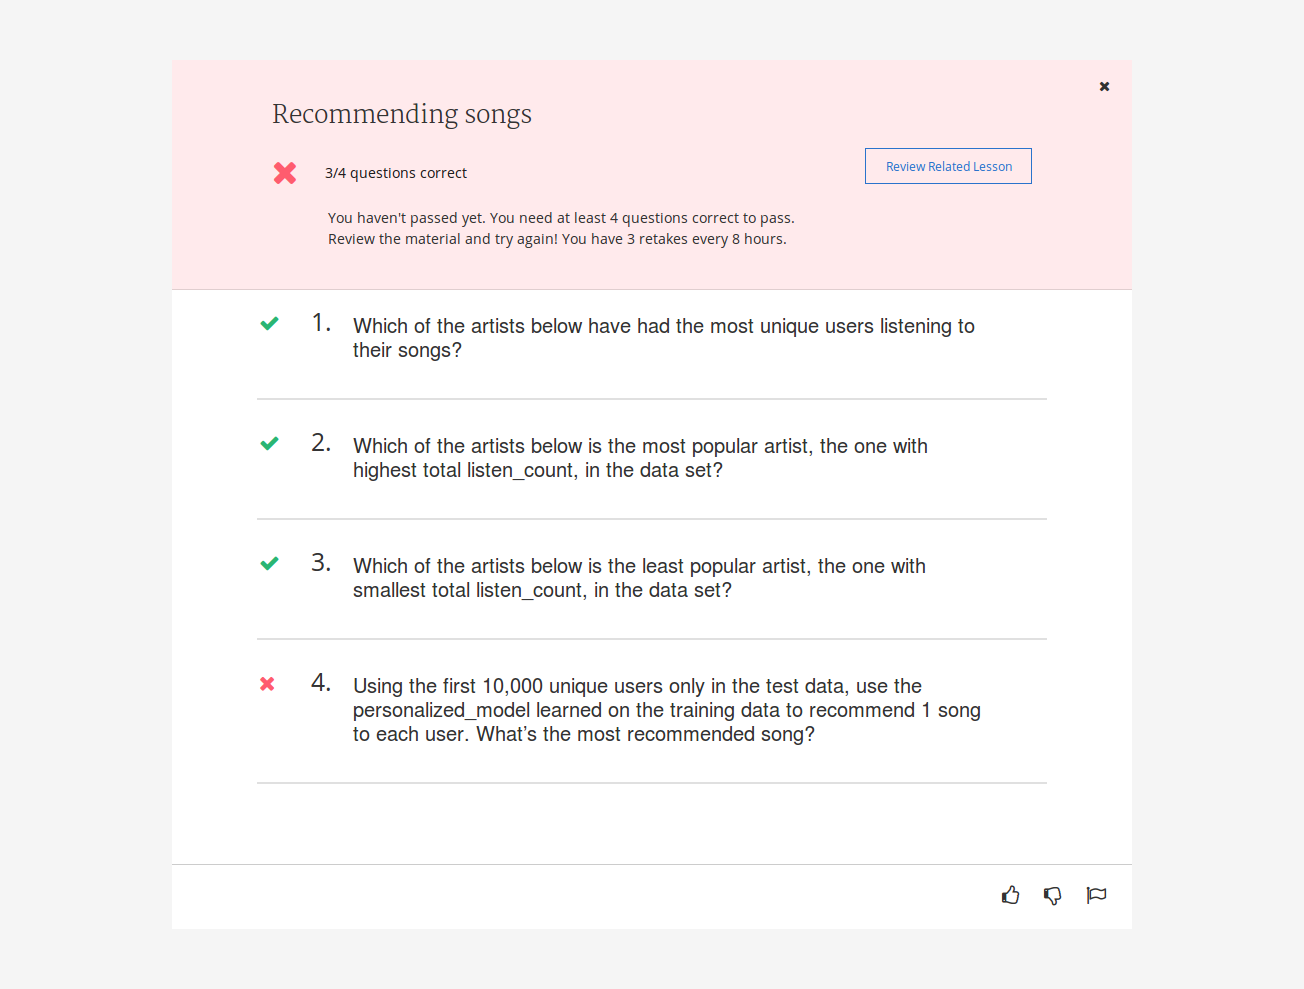 Recommending songs
3/4 questions correct
Review Related Lesson
You haven't passed yet. You need at least 4 questions correct to pass.
Review the material and try again! You have 3 retakes every 8 hours.
1. Which of the artists below have had the most unique users listening to
their songs?
2. Which of the artists below is the most popular artist, the one with
highest total listen_count, in the data set?
3. Which of the artists below is the least popular artist, the one with
smallest total listen_count, in the data set?
4. Using the first 10,000 unique users only in the test data, use the
personalized_model learned on the training data to recommend 1 song
to each user. What’s the most recommended song?